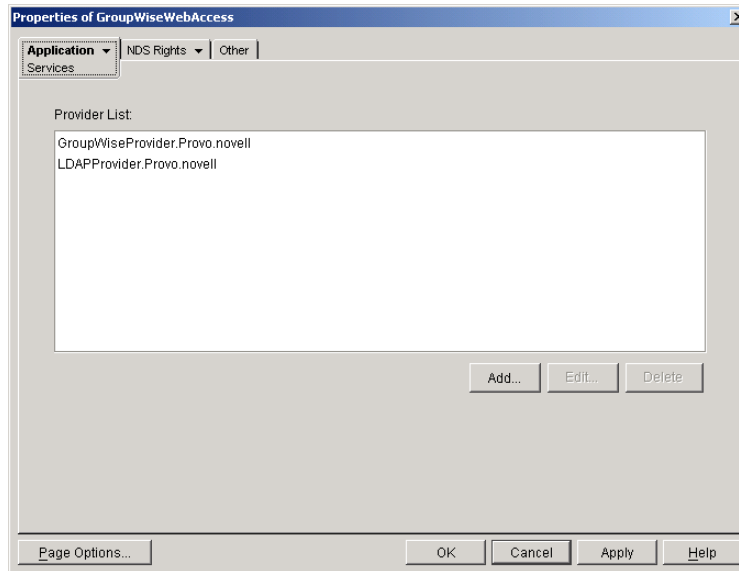 Properties of GroupWiseWebAccess
Application NDS Rights Other
Services
Provider List:
GroupWiseProvider.Provo.novell
LDAPProvider.Provo.novell
Add... Edit... Delete
Page Options... OK Cancel Apply Help